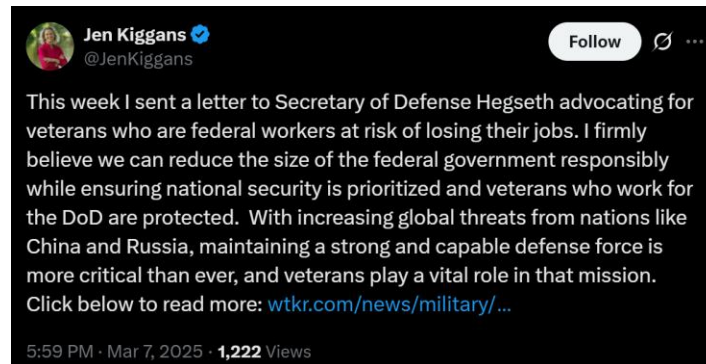 Jen Kiggans
@JenKiggans
Follow
This week I sent a letter to Secretary of Defense Hegseth advocating for
veterans who are federal workers at risk of losing their jobs. I firmly
believe we can reduce the size of the federal government responsibly
while ensuring national security is prioritized and veterans who work for
the DoD are protected.  With increasing global threats from nations like
China and Russia, maintaining a strong and capable defense force is
more critical than ever, and veterans play a vital role in that mission.
Click below to read more: wtkr.com/news/military/...
5:59 PM · Mar 7, 2025 · 1,222 Views